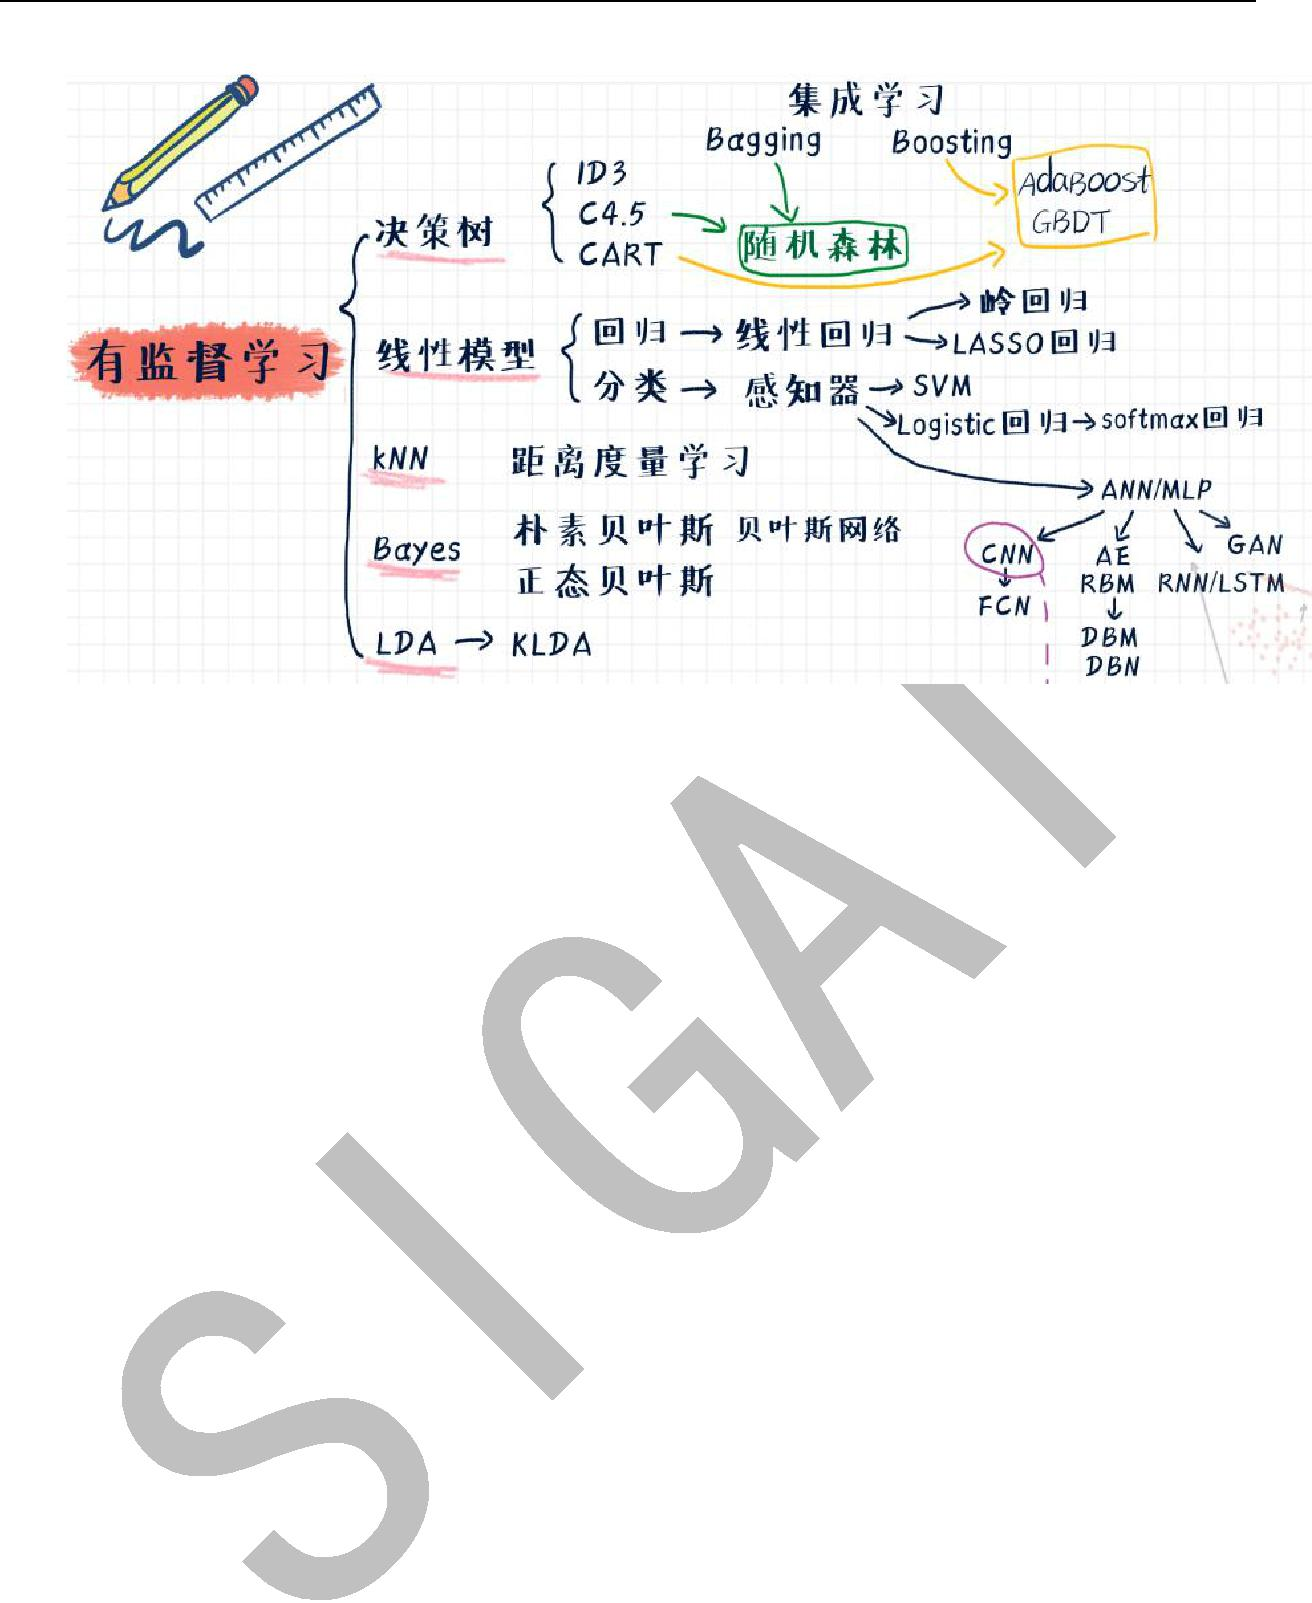 集成学习
Bagging Boosting
AdaBoost
GBDT
ID3
C4.5
CART
决策树
随机森林
有监督学习
线性模型
回归 → 线性回归
→ 岭回归
→ LASSO回归
分类 → 感知器 → SVM
Logistic回归 → softmax回归
kNN 距离度量学习
ANN/MLP
Bayes 朴素贝叶斯 贝叶斯网络
正态贝叶斯
CNN
FCN
AE
RBM
DBM
DBN
RNN/LSTM
GAN
LDA → KLDA
SIGAI